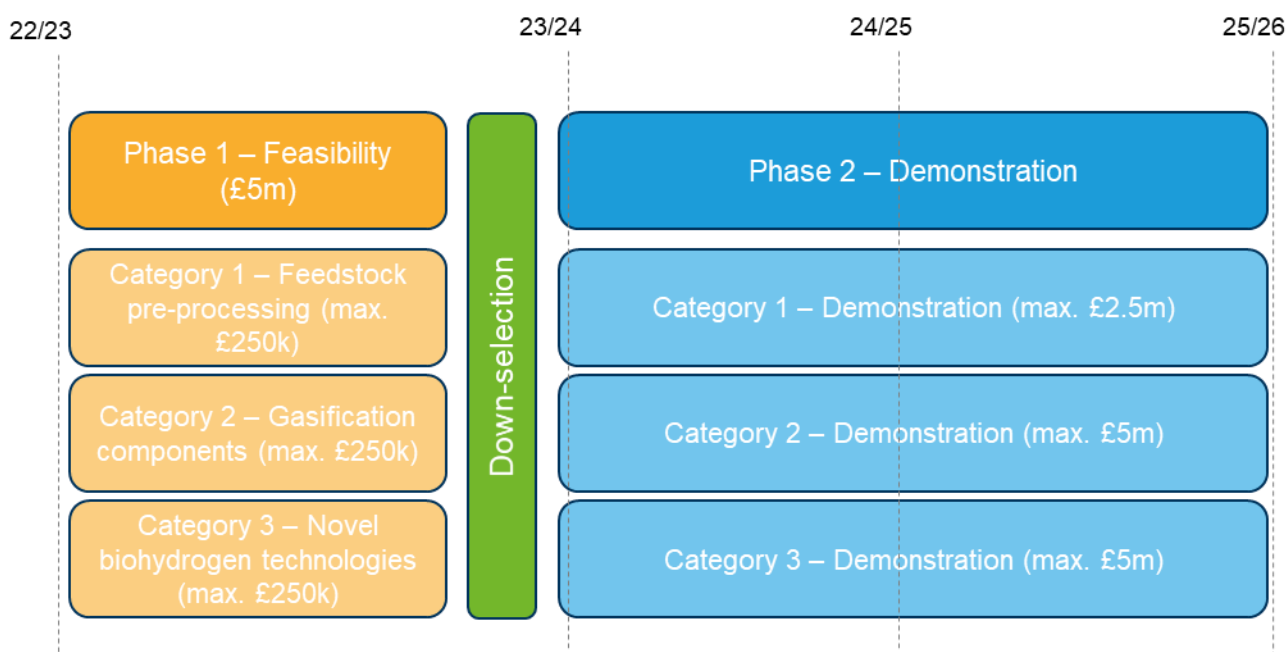 22/23
23/24
24/25
25/26
Phase 1 – Feasibility
(£5m)
Phase 2 – Demonstration
Category 1 – Feedstock
pre-processing (max.
£250k)
Category 2 – Gasification
components (max. £250k)
Category 3 – Novel
biohydrogen technologies
(max. £250k)
Down-selection
Category 1 – Demonstration (max. £2.5m)
Category 2 – Demonstration (max. £5m)
Category 3 – Demonstration (max. £5m)